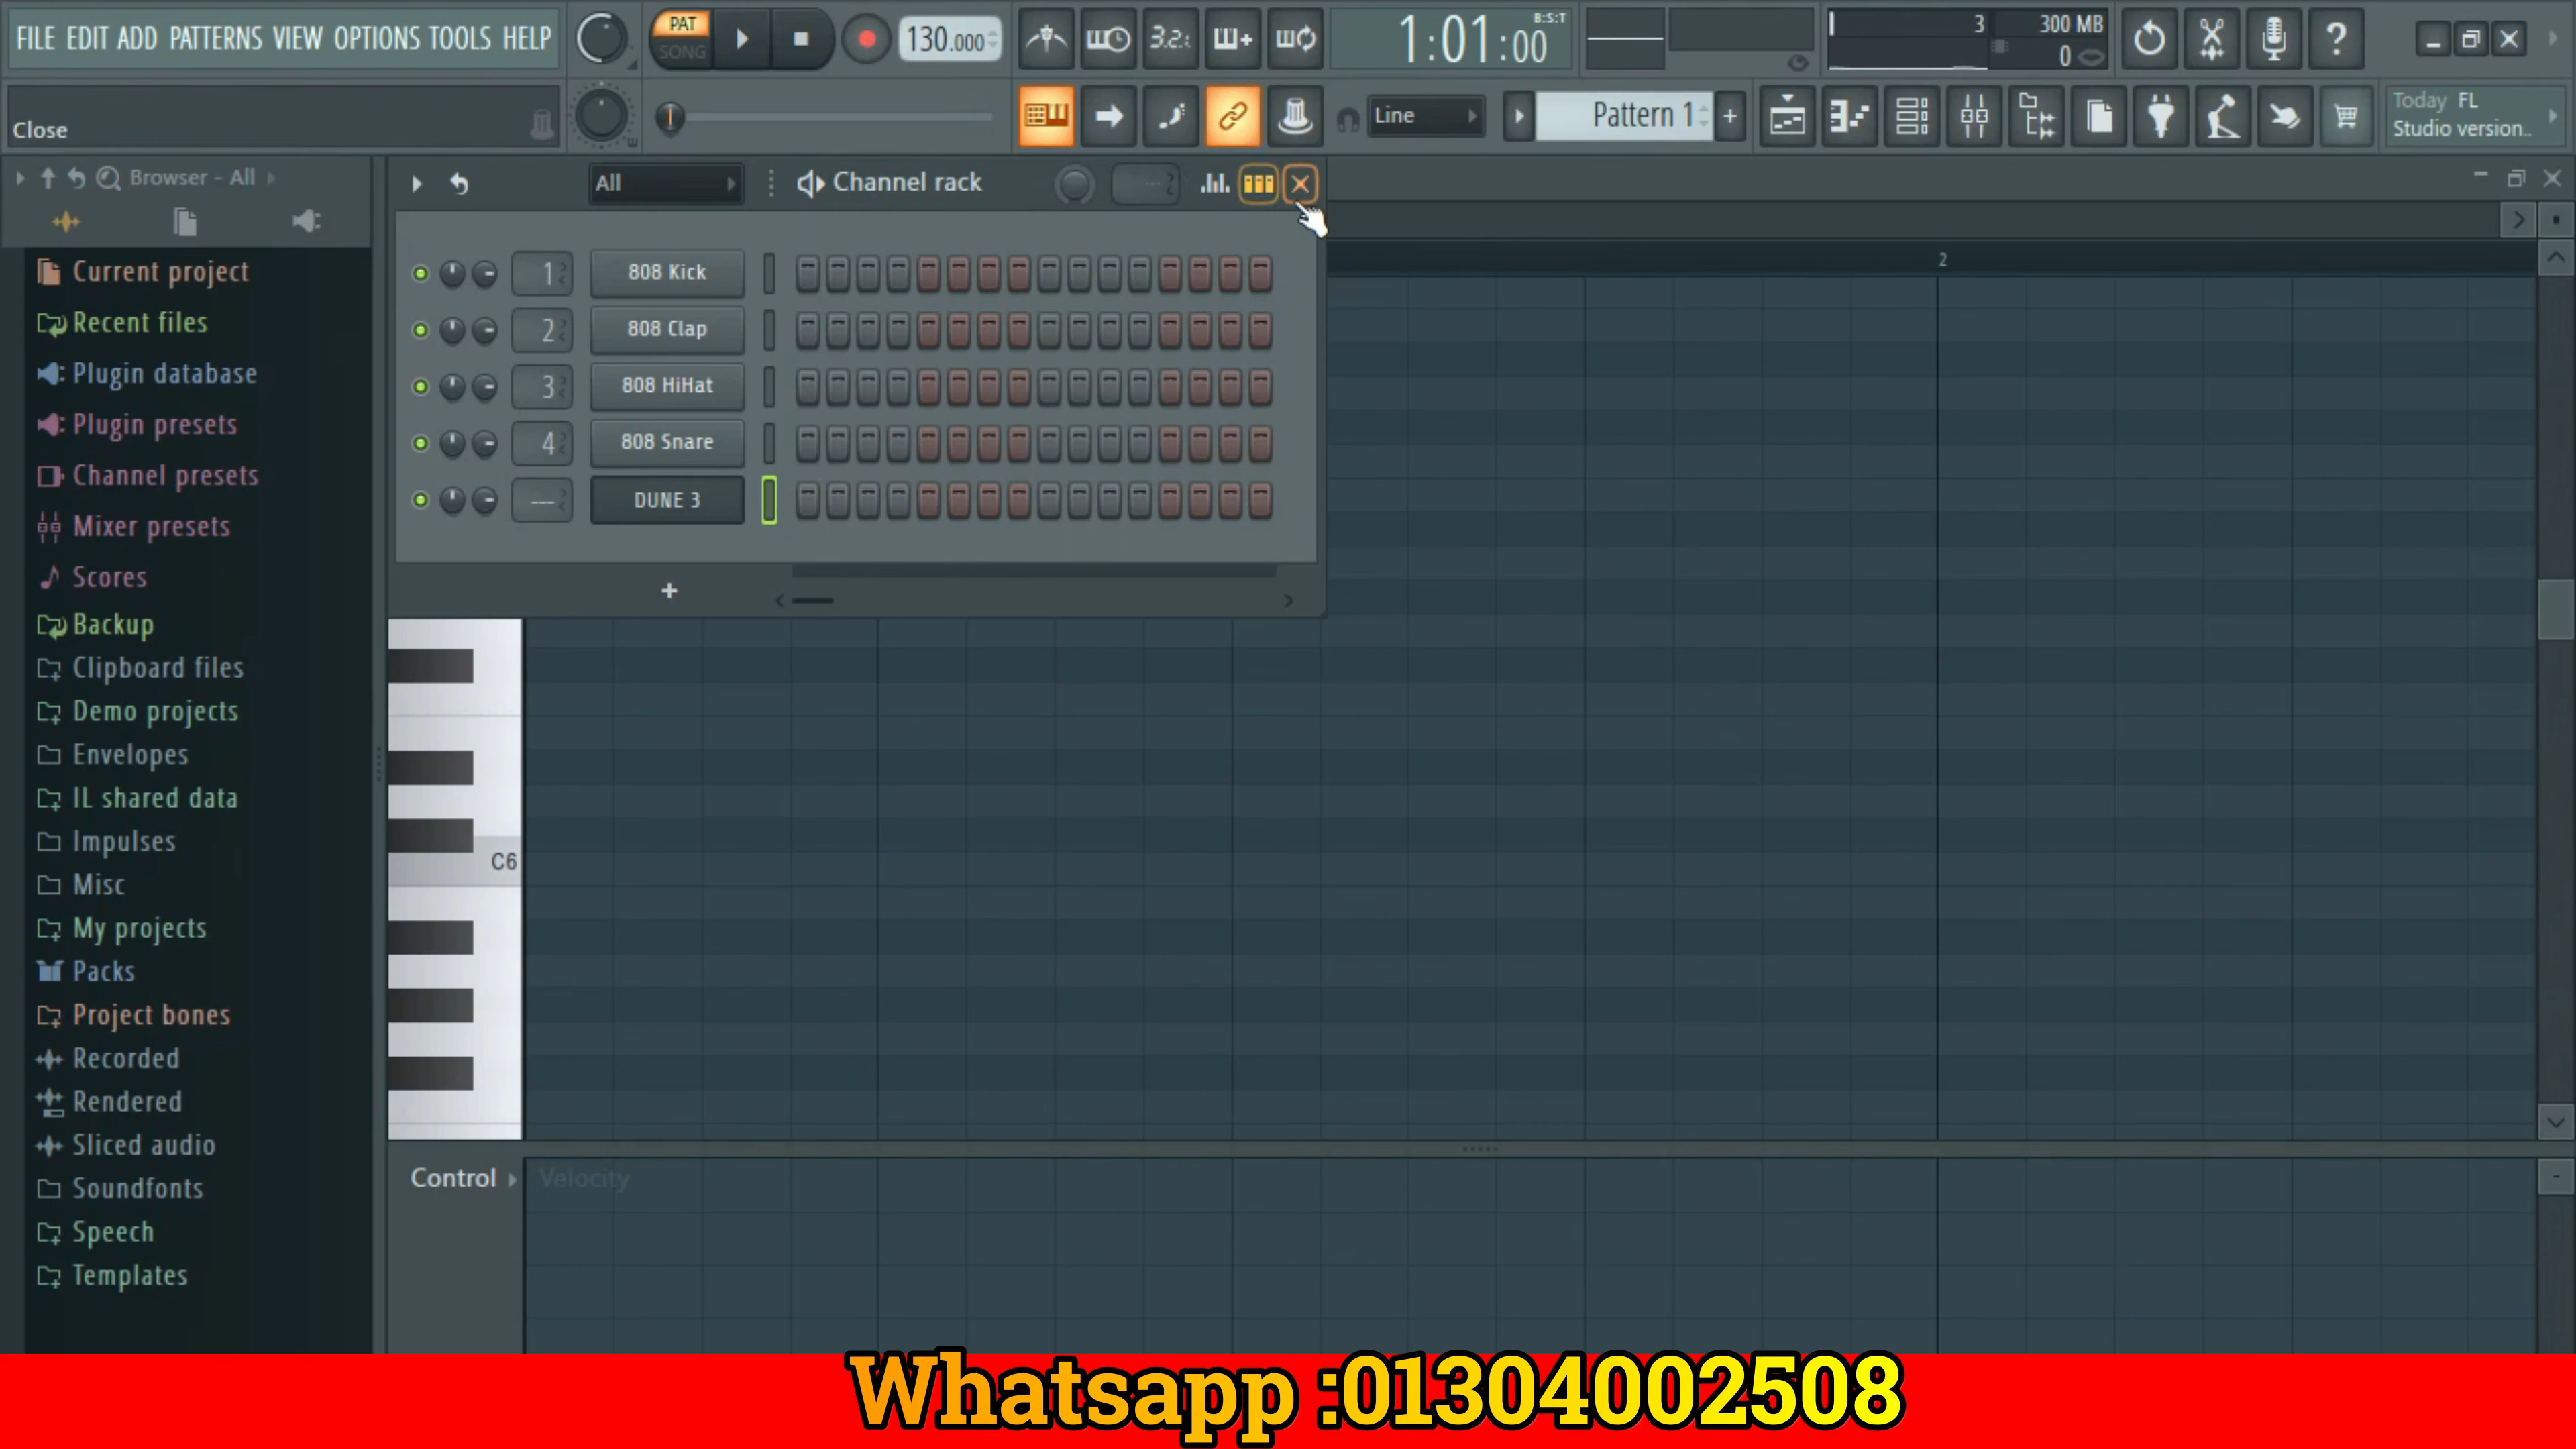 FILE EDIT ADD PATTERNS VIEW OPTIONS TOOLS HELP
PAT
SONG
130.000
3.2.1
1:01:00
B:S:T
3
300 MB
0
?
Close
Line
Pattern 1
+
Today FL
Studio version..
Browser - All
All
Channel rack
---
2
Current project
Recent files
Plugin database
Plugin presets
Channel presets
Mixer presets
Scores
Backup
Clipboard files
Demo projects
Envelopes
IL shared data
Impulses
Misc
My projects
Packs
Project bones
Recorded
Rendered
Sliced audio
Soundfonts
Speech
Templates
1 808 Kick
2 808 Clap
3 808 HiHat
4 808 Snare
--- DUNE 3
+
C6
Control
Velocity
Whatsapp :01304002508